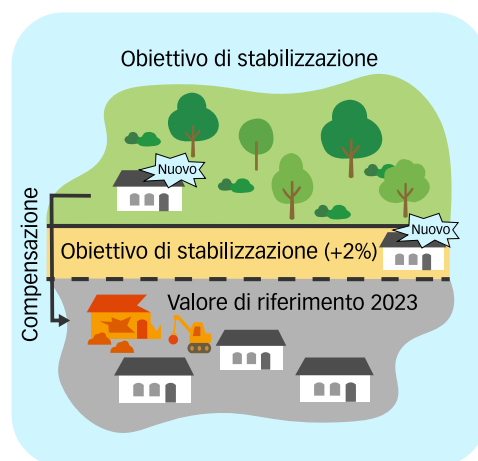 Obiettivo di stabilizzazione
Nuovo
Nuovo
Compensazione
Obiettivo di stabilizzazione (+2%)
Valore di riferimento 2023